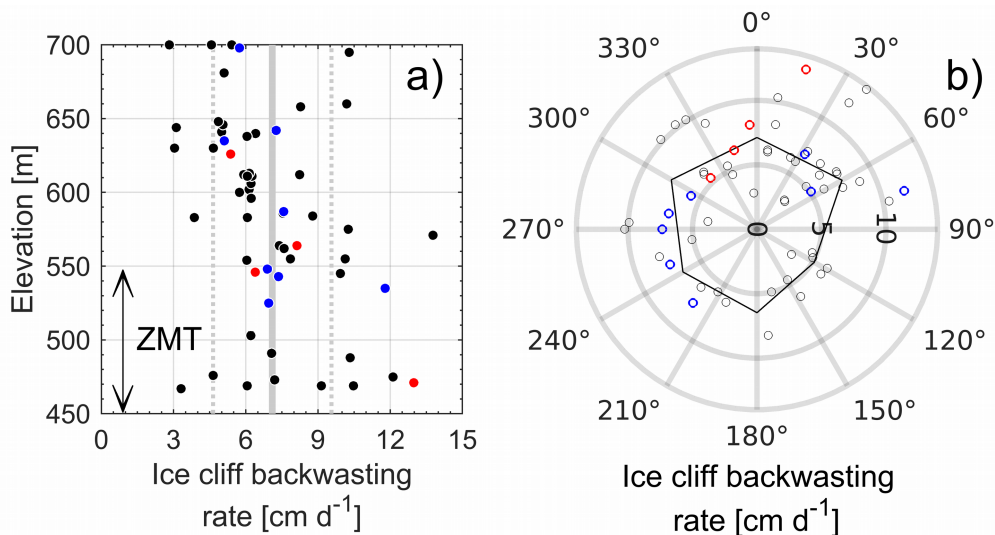 700
650
600
550
500
450
Elevation [m]
a)
ZMT
0 3 6 9 12 15
Ice cliff backwasting
rate [cm d-1]
b)
0°
30°
60°
90°
120°
150°
180°
210°
240°
270°
300°
330°
0 5 10
Ice cliff backwasting
rate [cm d-1]